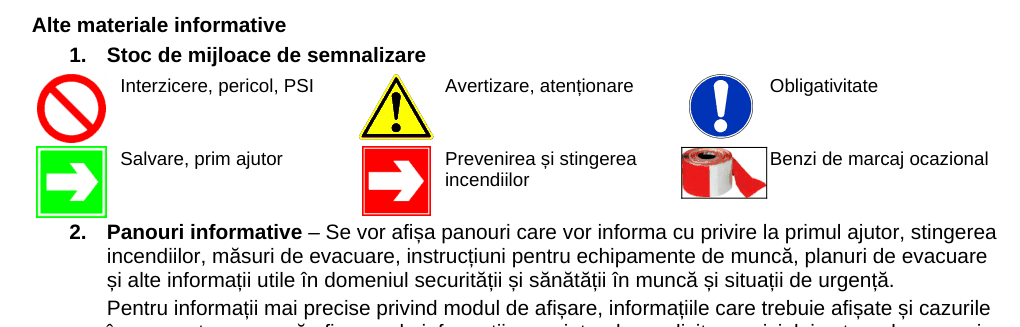 Alte materiale informative
1. Stoc de mijloace de semnalizare
Interzicere, pericol, PSI
Avertizare, atenționare
Obligativitate
Salvare, prim ajutor
Prevenirea și stingerea
incendiilor
Benzi de marcaj ocazional
2. Panouri informative – Se vor afișa panouri care vor informa cu privire la primul ajutor, stingerea
incendiilor, măsuri de evacuare, instrucțiuni pentru echipamente de muncă, planuri de evacuare
și alte informații utile în domeniul securității și sănătății în muncă și situații de urgență.
Pentru informații mai precise privind modul de afișare, informațiile care trebuie afișate și cazurile